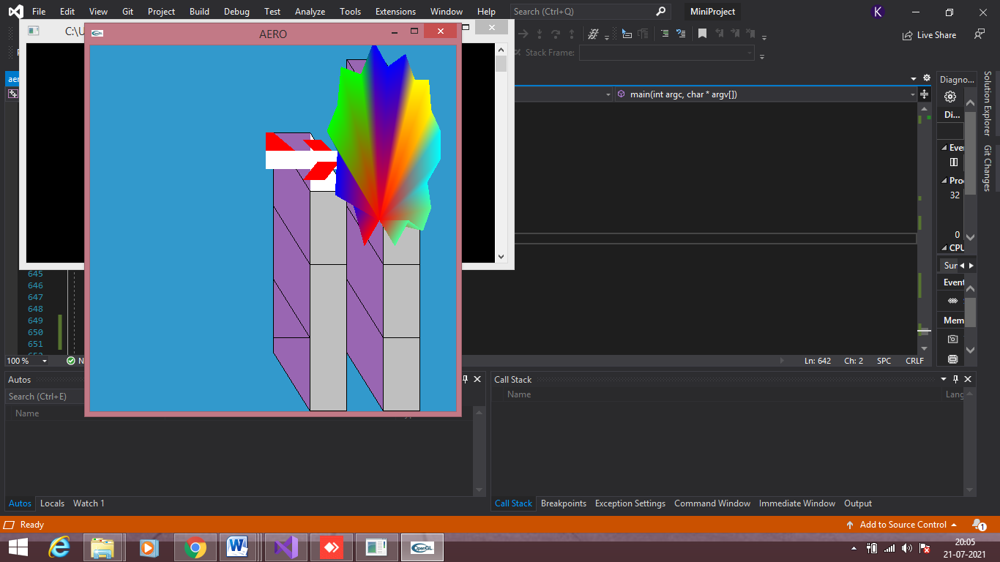 File Edit View Git Project Build Debug Test Analyze Tools Extensions Window Help Search (Ctrl+Q) MiniProject K
C:\U
AERO
Live Share
Stack Frame:
aer
main(int argc, char * argv[])
Diagno...
Di...
Even
Pro
32
0
CPU
Sur
Event
Mem
Solution Explorer
Git Changes
645
646
647
648
649
650
651
100 % N
Ln: 642 Ch: 2 SPC CRLF
Autos
Search (Ctrl+E)
Name
Call Stack
Name Lang
Autos Locals Watch 1
Call Stack Breakpoints Exception Settings Command Window Immediate Window Output
Ready
Add to Source Control
1
OpenGL
20:05
21-07-2021